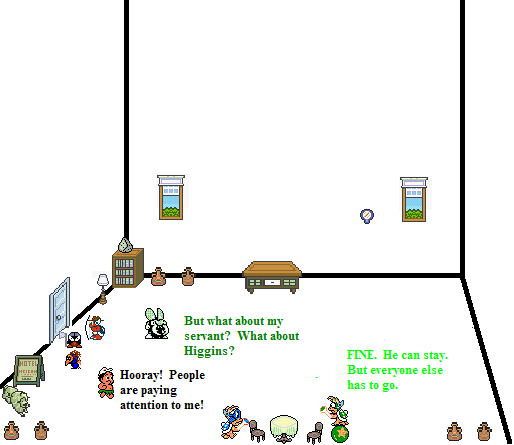 But what about my
servant?  What about
Higgins?
FINE.  He can stay.
But everyone else
has to go.
Hooray!  People
are paying
attention to me!
HOTEL